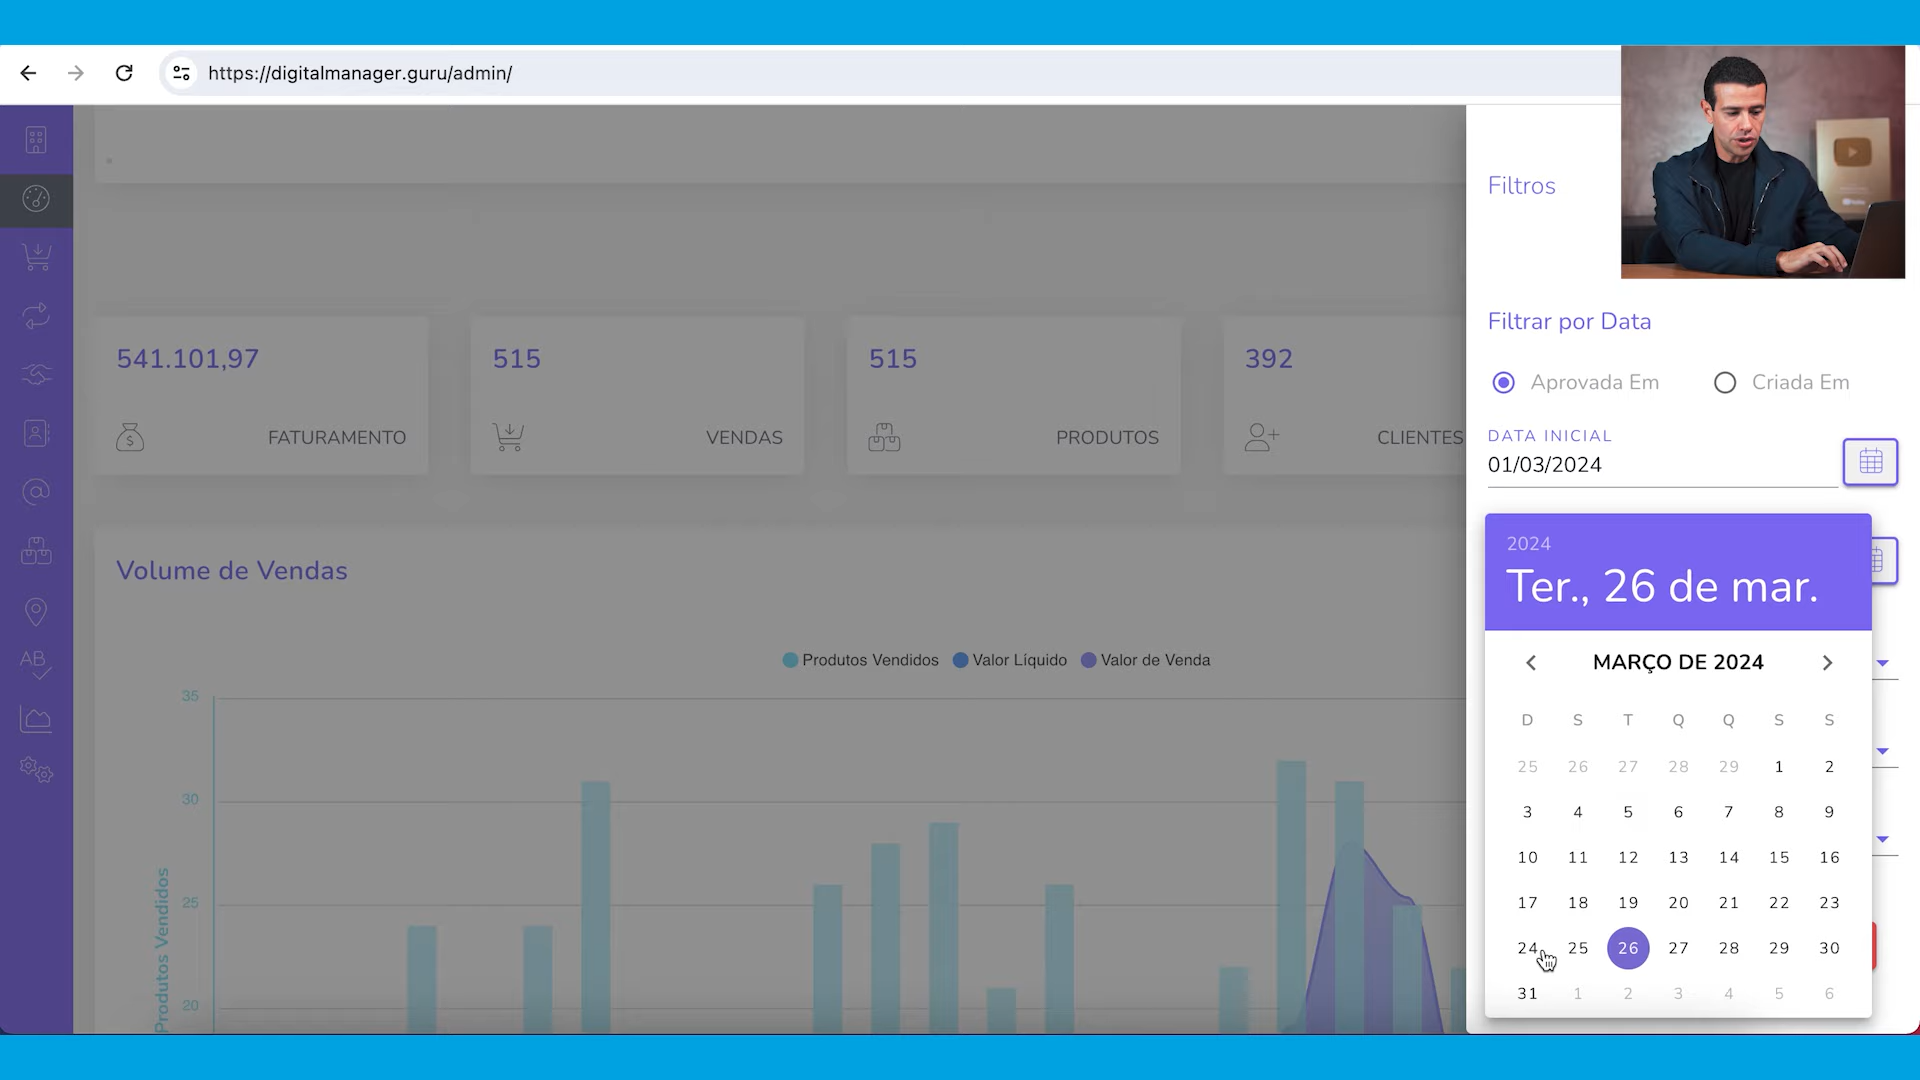 https://digitalmanager.guru/admin/
Filtros
Filtrar por Data
Aprovada Em
Criada Em
DATA INICIAL
01/03/2024
541.101,97
FATURAMENTO
515
VENDAS
515
PRODUTOS
392
CLIENTES
Volume de Vendas
Produtos Vendidos
Valor Líquido
Valor de Venda
35
30
25
20
Produtos Vendidos
AB
2024
Ter., 26 de mar.
MARÇO DE 2024
D S T Q Q S S
25 26 27 28 29 1 2
3 4 5 6 7 8 9
10 11 12 13 14 15 16
17 18 19 20 21 22 23
24 25 26 27 28 29 30
31 1 2 3 4 5 6